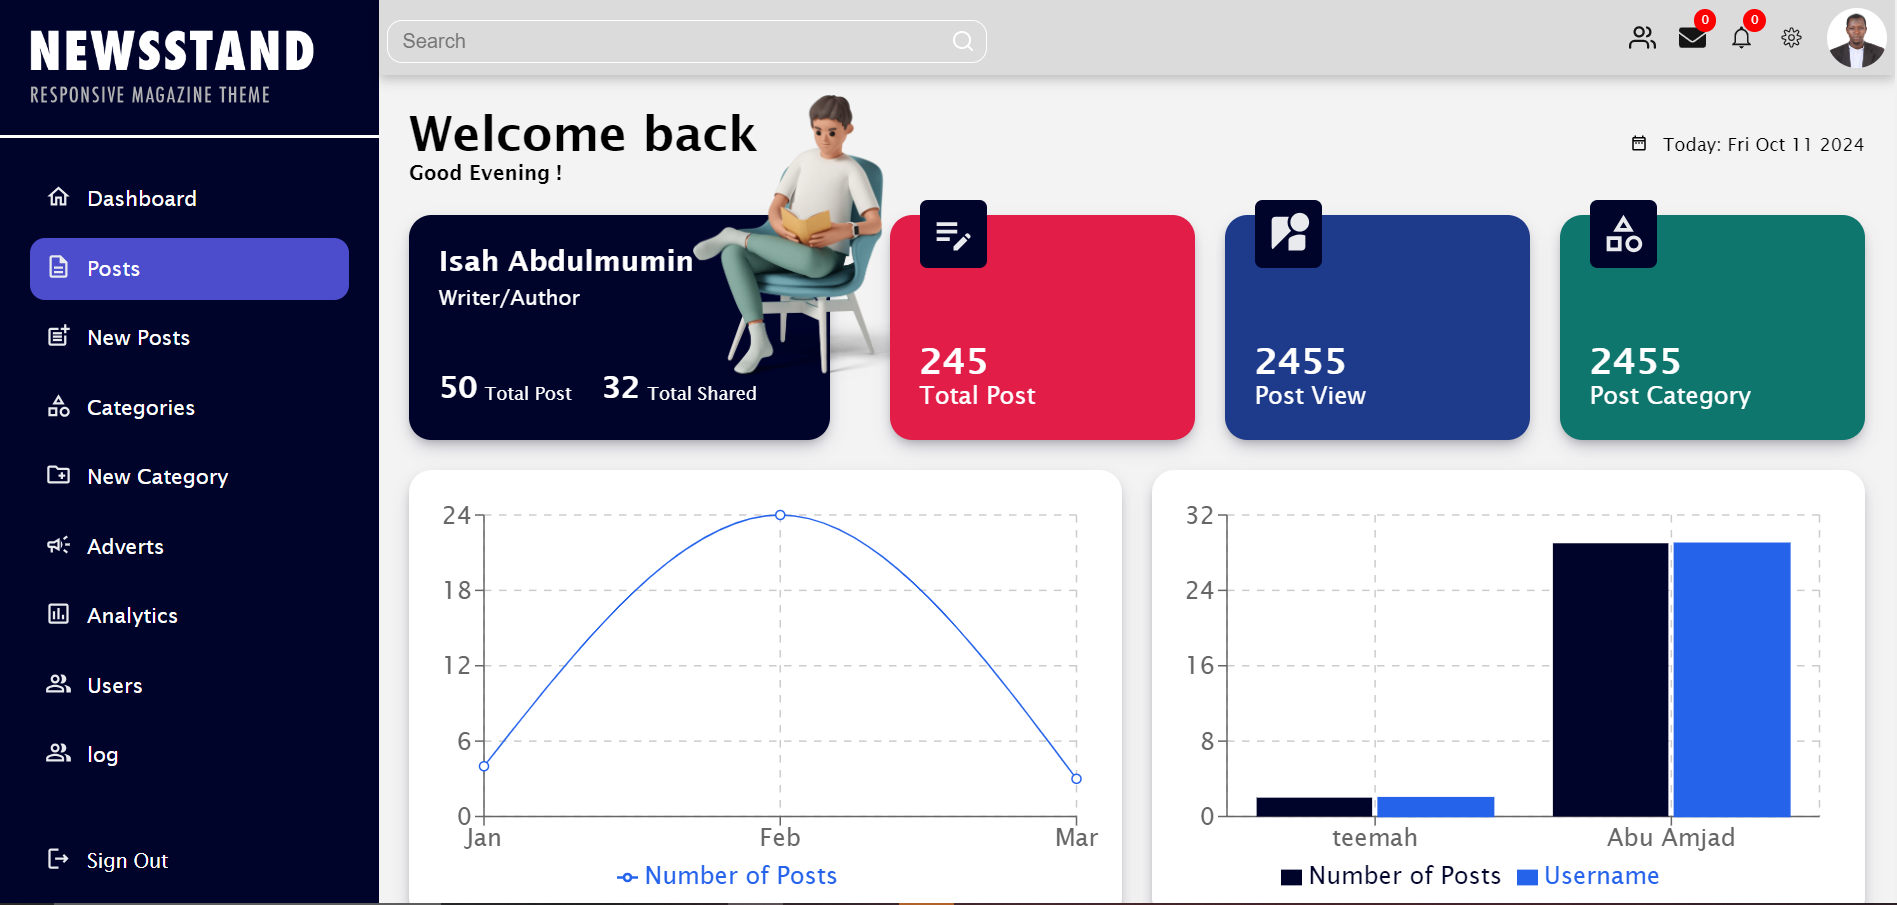 NEWSSTAND
RESPONSIVE MAGAZINE THEME
Dashboard
Posts
New Posts
Categories
New Category
Adverts
Analytics
Users
log
Sign Out
Search
0
0
Welcome back
Good Evening !
Today: Fri Oct 11 2024
Isah Abdulmumin
Writer/Author
50 Total Post 32 Total Shared
245
Total Post
2455
Post View
2455
Post Category
24
18
12
6
0
Jan Feb Mar
Number of Posts
32
24
16
8
0
teemah Abu Amjad
Number of Posts Username